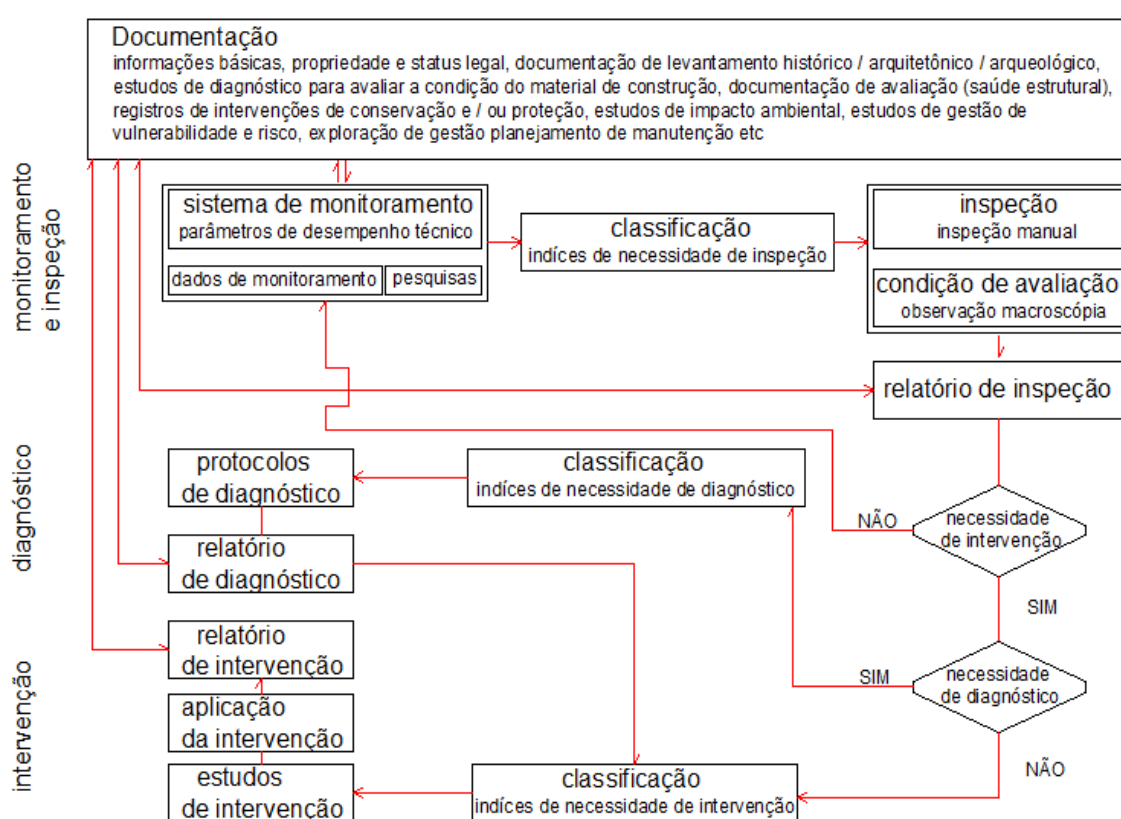 Documentação
informações básicas, propriedade e status legal, documentação de levantamento histórico / arquitetônico / arqueológico,
estudos de diagnóstico para avaliar a condição do material de construção, documentação de avaliação (saúde estrutural),
registros de intervenções de conservação e / ou proteção, estudos de impacto ambiental, estudos de gestão de
vulnerabilidade e risco, exploração de gestão planejamento de manutenção etc
monitoramento
e inspeção
sistema de monitoramento
parâmetros de desempenho técnico
dados de monitoramento
pesquisas
classificação
indíces de necessidade de inspeção
inspeção
inspeção manual
condição de avaliação
observação macroscópia
relatório de inspeção
diagnóstico
protocolos
de diagnóstico
classificação
indíces de necessidade de diagnóstico
NÃO
necessidade
de intervenção
relatório
de diagnóstico
SIM
intervenção
relatório
de intervenção
SIM
necessidade
de diagnóstico
aplicação
da intervenção
NÃO
estudos
de intervenção
classificação
indíces de necessidade de intervenção